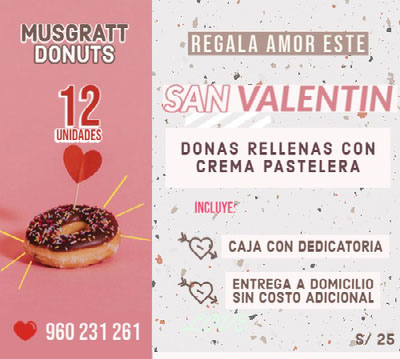 MUSGRATT
DONUTS
12
UNIDADES
960 231 261
REGALA AMOR ESTE
SAN VALENTIN
DONAS RELLENAS CON
CREMA PASTELERA
INCLUYE:
CAJA CON DEDICATORIA
ENTREGA A DOMICILIO
SIN COSTO ADICIONAL
S/ 25